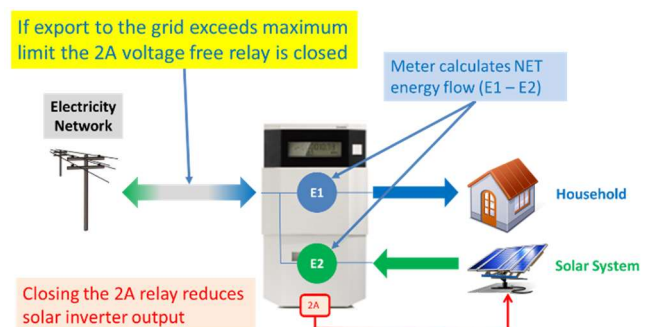 If export to the grid exceeds maximum
limit the 2A voltage free relay is closed
Meter calculates NET
energy flow (E1 – E2)
Electricity
Network
E1
Household
E2
Solar System
Closing the 2A relay reduces
solar inverter output
2A